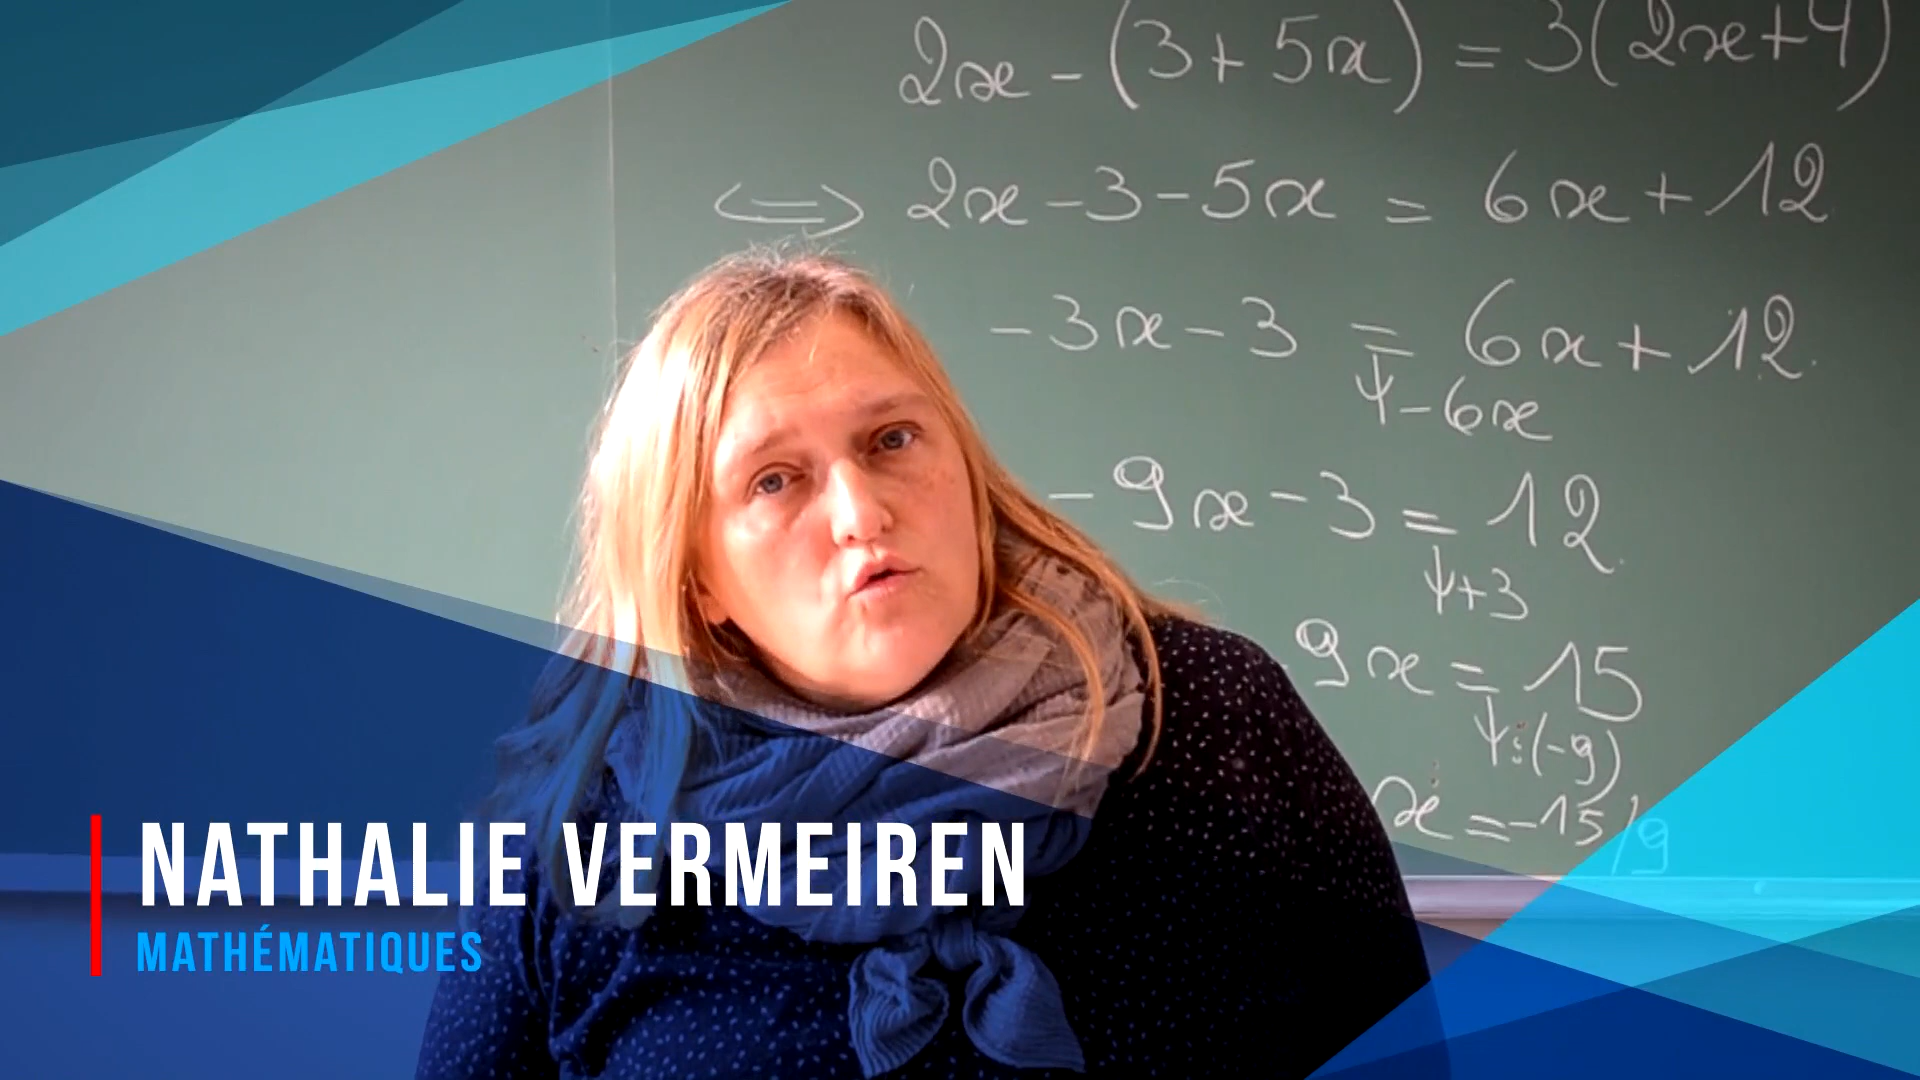 2x - (3 + 5x) = 3(2x+4)
⇔ 2x - 3 - 5x = 6x + 12
-3x - 3 = 6x + 12
↓ - 6x
-9x - 3 = 12
↓ + 3
-9x = 15
↓ : (-9)
x = -15/9
NATHALIE VERMEIREN
MATHÉMATIQUES